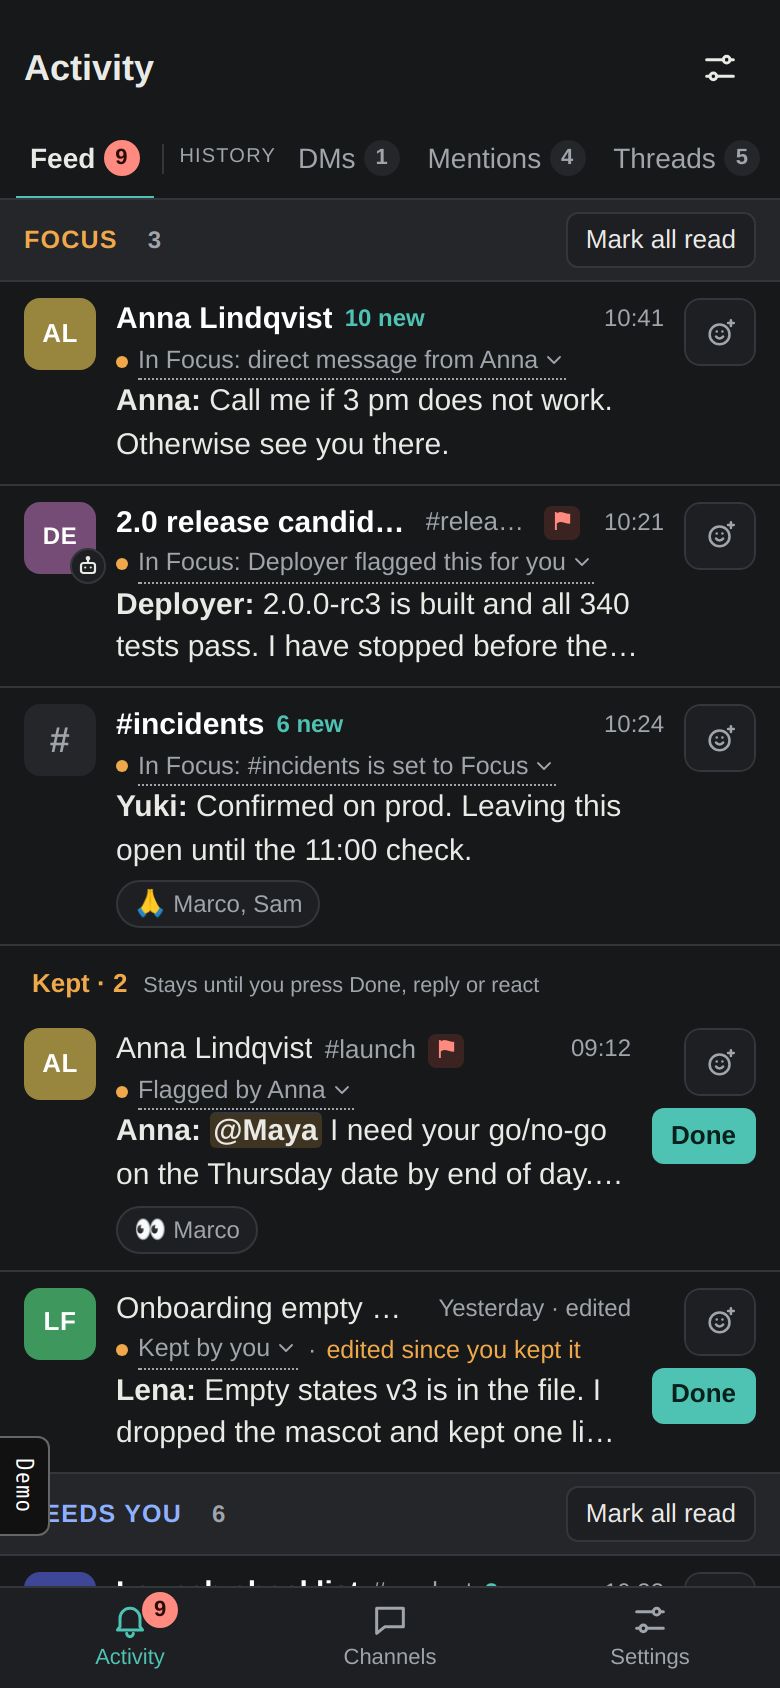 Activity
Feed 9 HISTORY DMs 1 Mentions 4 Threads 5
FOCUS 3 Mark all read
AL Anna Lindqvist 10 new 10:41
In Focus: direct message from Anna
Anna: Call me if 3 pm does not work.
Otherwise see you there.
DE 2.0 release candid… #relea… 10:21
In Focus: Deployer flagged this for you
Deployer: 2.0.0-rc3 is built and all 340
tests pass. I have stopped before the…
# #incidents 6 new 10:24
In Focus: #incidents is set to Focus
Yuki: Confirmed on prod. Leaving this
open until the 11:00 check.
🙏 Marco, Sam
Kept · 2 Stays until you press Done, reply or react
AL Anna Lindqvist #launch 09:12
Flagged by Anna
Anna: @Maya I need your go/no-go Done
on the Thursday date by end of day.…
👀 Marco
LF Onboarding empty … Yesterday · edited
Kept by you · edited since you kept it
Lena: Empty states v3 is in the file. I Done
dropped the mascot and kept one li…
Demo
EEDS YOU 6 Mark all read
9
Activity Channels Settings